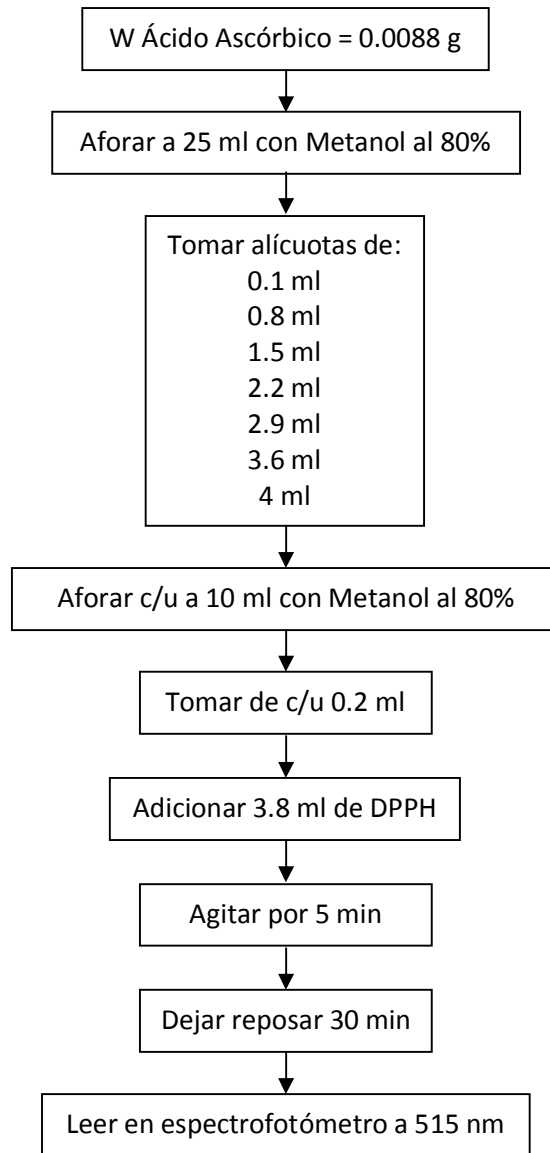 W Ácido Ascórbico = 0.0088 g
Aforar a 25 ml con Metanol al 80%
Tomar alícuotas de:
0.1 ml
0.8 ml
1.5 ml
2.2 ml
2.9 ml
3.6 ml
4 ml
Aforar c/u a 10 ml con Metanol al 80%
Tomar de c/u 0.2 ml
Adicionar 3.8 ml de DPPH
Agitar por 5 min
Dejar reposar 30 min
Leer en espectrofotómetro a 515 nm